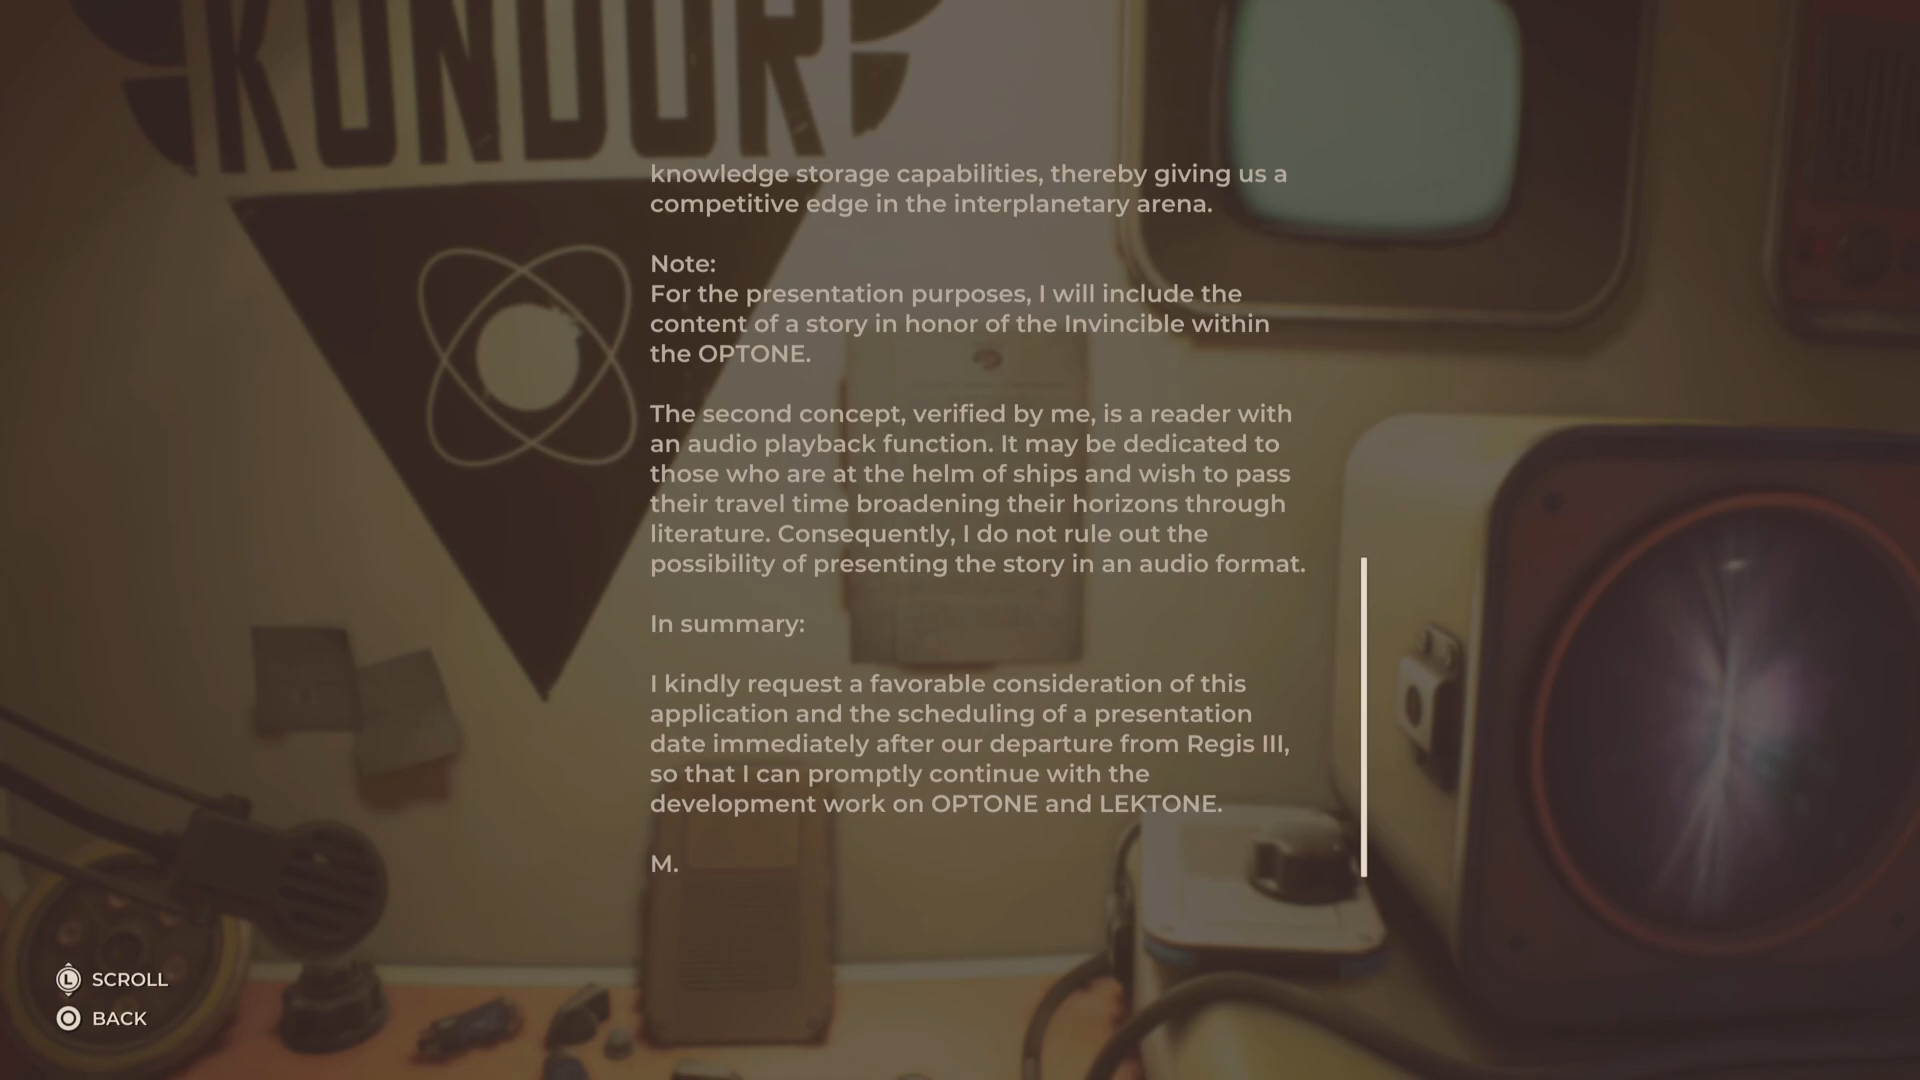 KONDOR
knowledge storage capabilities, thereby giving us a
competitive edge in the interplanetary arena.
Note:
For the presentation purposes, I will include the
content of a story in honor of the Invincible within
the OPTONE.
The second concept, verified by me, is a reader with
an audio playback function. It may be dedicated to
those who are at the helm of ships and wish to pass
their travel time broadening their horizons through
literature. Consequently, I do not rule out the
possibility of presenting the story in an audio format.
In summary:
I kindly request a favorable consideration of this
application and the scheduling of a presentation
date immediately after our departure from Regis III,
so that I can promptly continue with the
development work on OPTONE and LEKTONE.
M.
L SCROLL
BACK